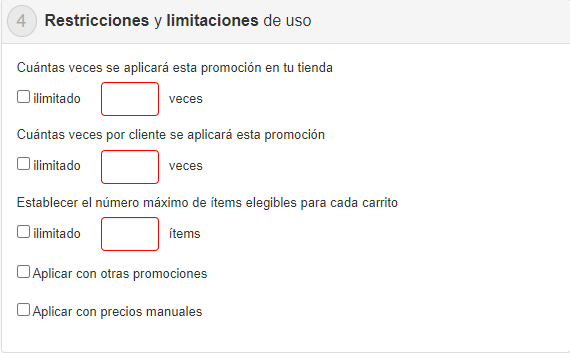 4 Restricciones y limitaciones de uso
Cuántas veces se aplicará esta promoción en tu tienda
ilimitado veces
Cuántas veces por cliente se aplicará esta promoción
ilimitado veces
Establecer el número máximo de ítems elegibles para cada carrito
ilimitado ítems
Aplicar con otras promociones
Aplicar con precios manuales